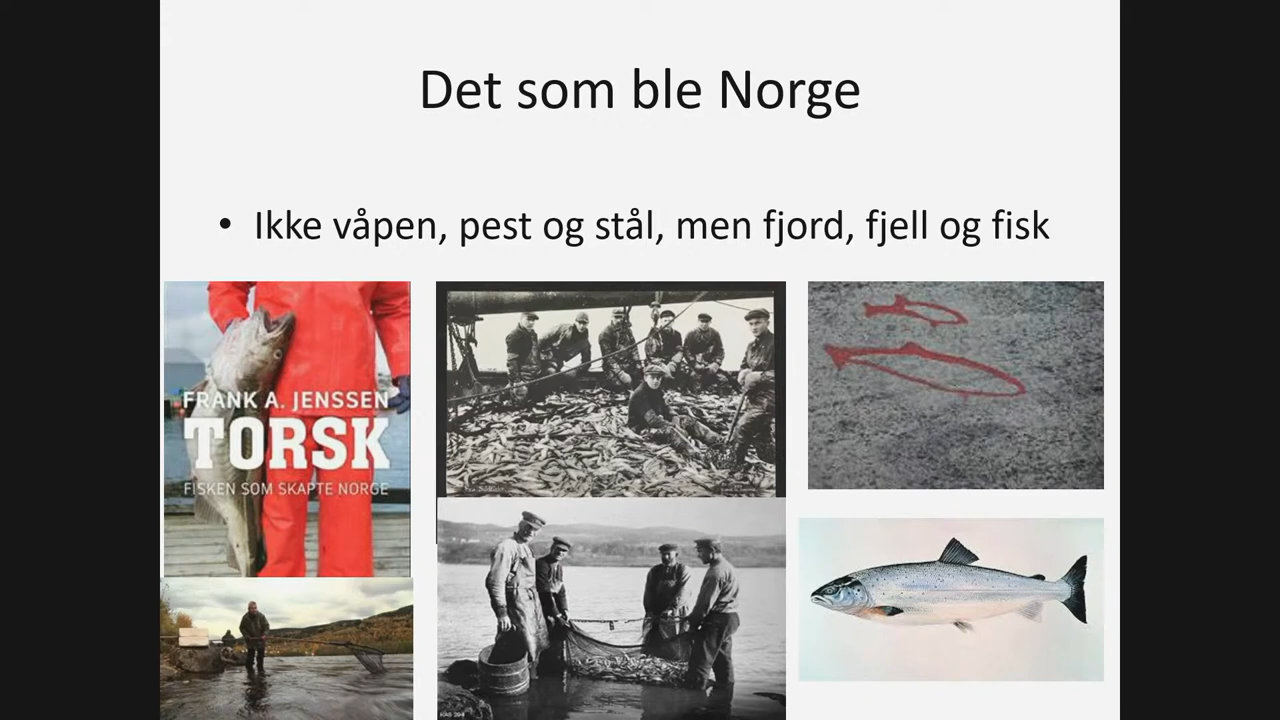 Det som ble Norge
• Ikke våpen, pest og stål, men fjord, fjell og fisk
FRANK A. JENSSEN
TORSK
FISKEN SOM SKAPTE NORGE